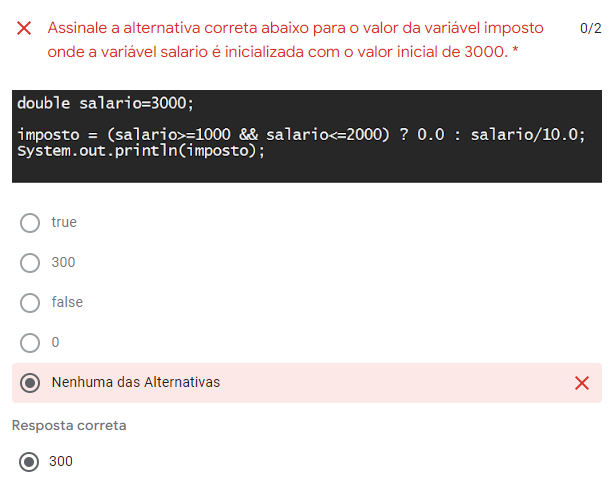 Assinale a alternativa correta abaixo para o valor da variável imposto 0/2
onde a variável salario é inicializada com o valor inicial de 3000. *
double salario=3000;
imposto = (salario>=1000 && salario<=2000) ? 0.0 : salario/10.0;
System.out.println(imposto);
true
300
false
0
Nenhuma das Alternativas
Resposta correta
300